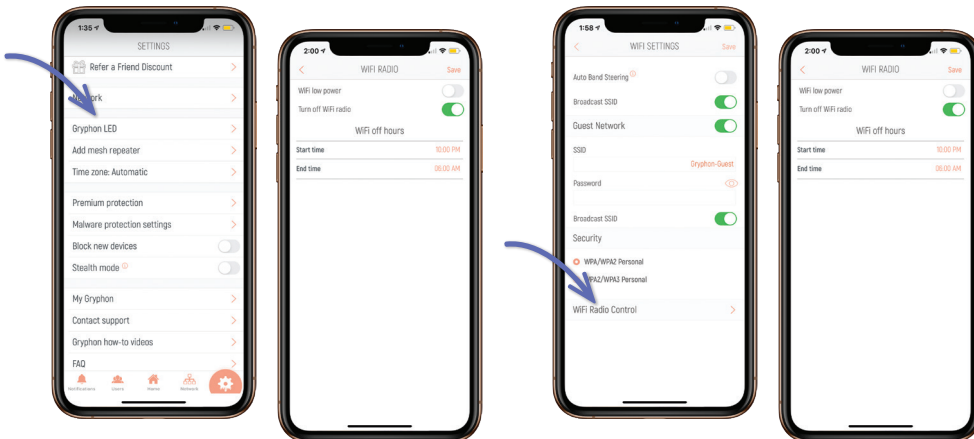 1:35
SETTINGS
Refer a Friend Discount
Network
Gryphon LED
Add mesh repeater
Time zone: Automatic
Premium protection
Malware protection settings
Block new devices
Stealth mode
My Gryphon
Contact support
Gryphon how-to videos
FAQ
Notifications
Users
Home
Network
2:00
WIFI RADIO
Save
WiFi low power
Turn off WiFi radio
WiFi off hours
Start time
10:00 PM
End time
06:00 AM
1:58
WIFI SETTINGS
Save
Auto Band Steering
Broadcast SSID
Guest Network
SSID
Gryphon-Guest
Password
Broadcast SSID
Security
WPA/WPA2 Personal
WPA2/WPA3 Personal
WiFi Radio Control
2:00
WIFI RADIO
Save
WiFi low power
Turn off WiFi radio
WiFi off hours
Start time
10:00 PM
End time
06:00 AM